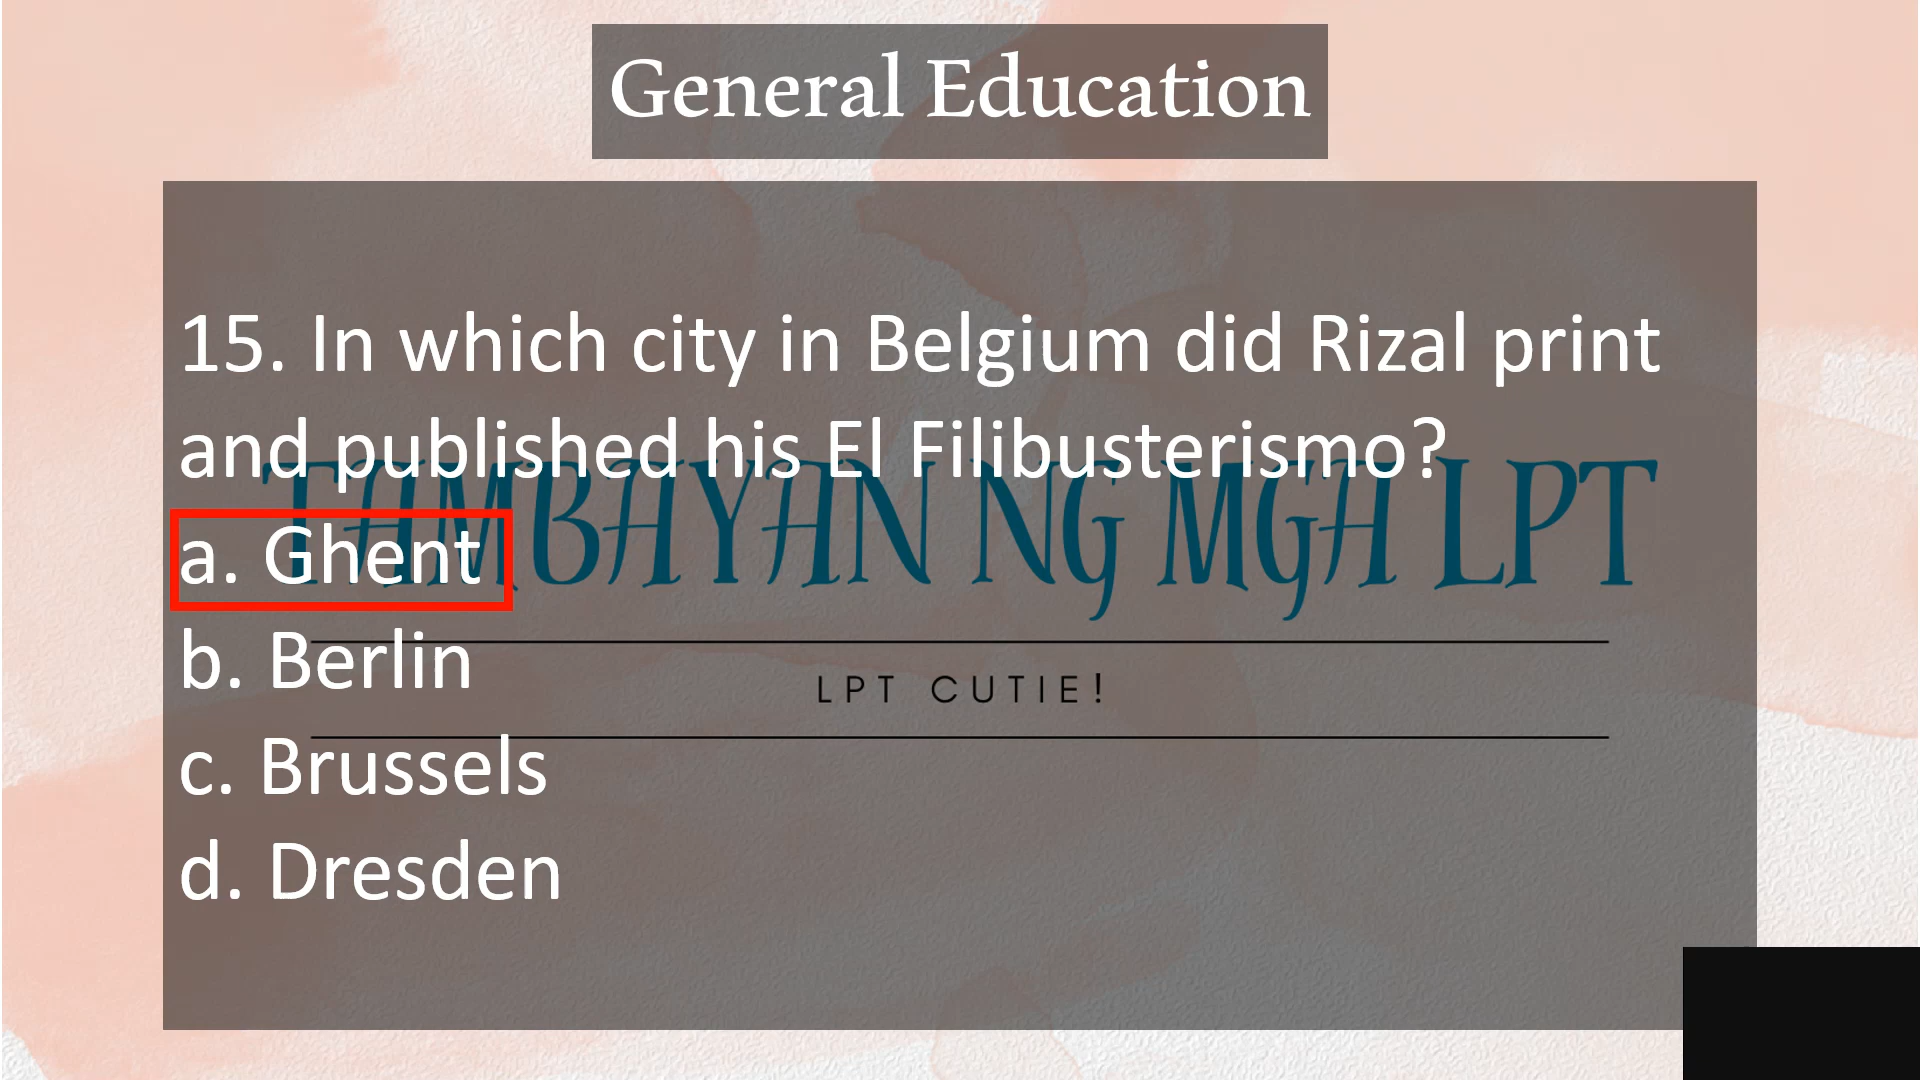 General Education
15. In which city in Belgium did Rizal print
and published his El Filibusterismo?
TAMBAYAN NG MGA LPT
a. Ghent
b. Berlin
LPT CUTIE!
c. Brussels
d. Dresden